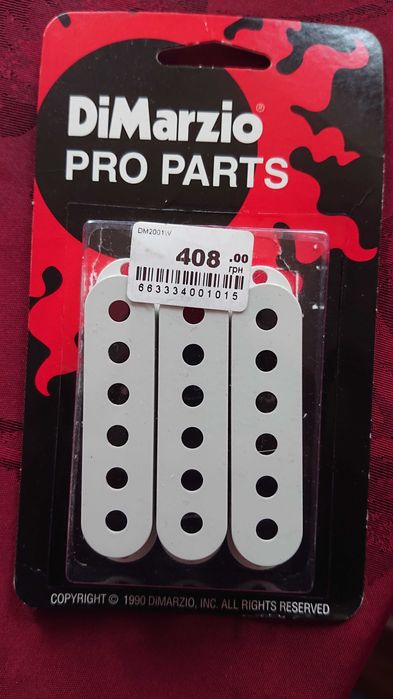 DiMarzio®
PRO PARTS
DM2001W
408 .00
грн
663334001015
COPYRIGHT © 1990 DiMARZIO, INC. ALL RIGHTS RESERVED